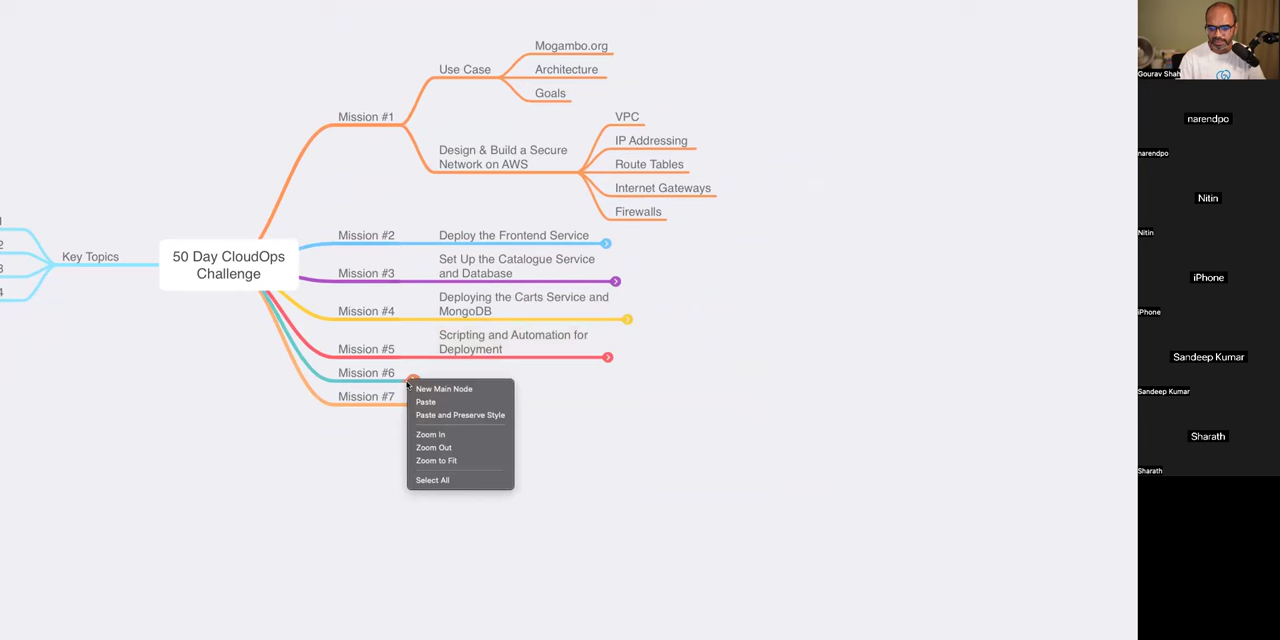 Mogambo.org
Use Case
Architecture
Goals
Mission #1
VPC
Design & Build a Secure
Network on AWS
IP Addressing
Route Tables
Internet Gateways
Firewalls
1
2
3
4
Key Topics
50 Day CloudOps
Challenge
Mission #2
Deploy the Frontend Service
Mission #3
Set Up the Catalogue Service
and Database
Mission #4
Deploying the Carts Service and
MongoDB
Mission #5
Scripting and Automation for
Deployment
Mission #6
Mission #7
New Main Node
Paste
Paste and Preserve Style
Zoom In
Zoom Out
Zoom to Fit
Select All
Gourav Shah
narendpo
narendpo
Nitin
Nitin
iPhone
iPhone
Sandeep Kumar
Sandeep Kumar
Sharath
Sharath